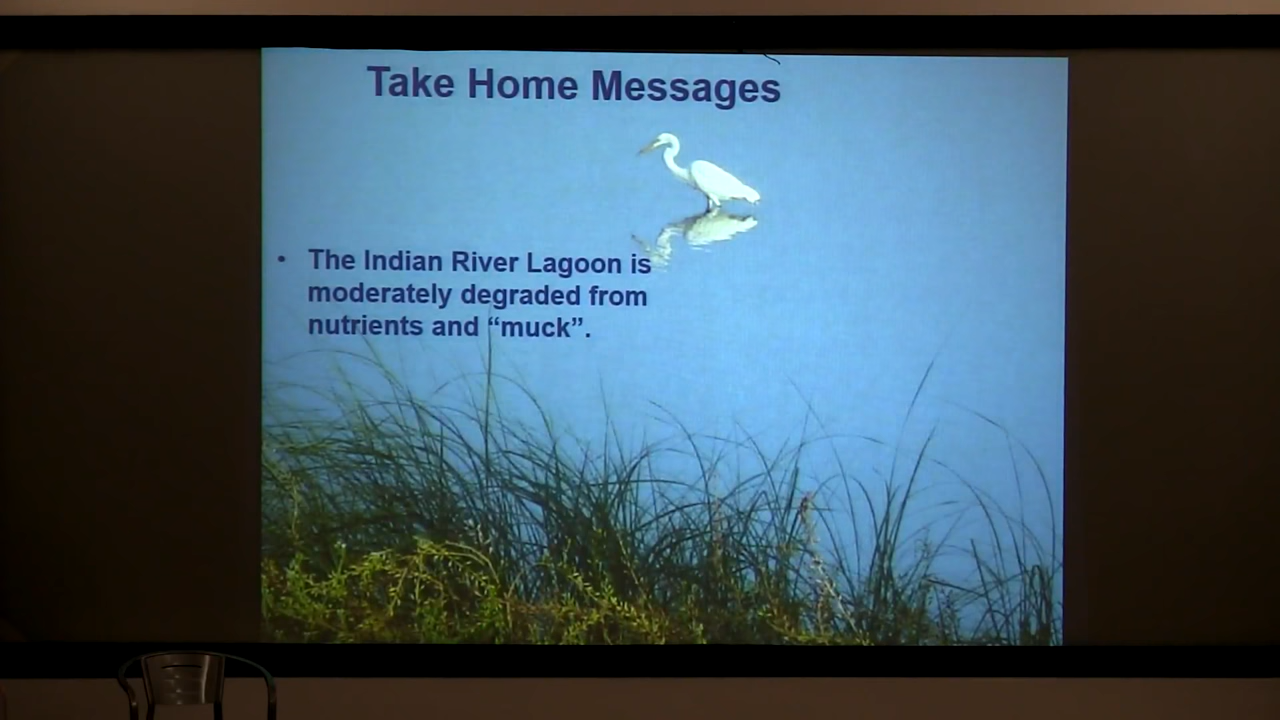 Take Home Messages
• The Indian River Lagoon is
moderately degraded from
nutrients and “muck”.